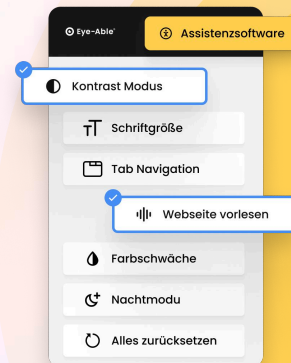 Eye-Able®
Assistenzsoftware
Kontrast Modus
Schriftgröße
Tab Navigation
Webseite vorlesen
Farbschwäche
Nachtmodu
Alles zurücksetzen